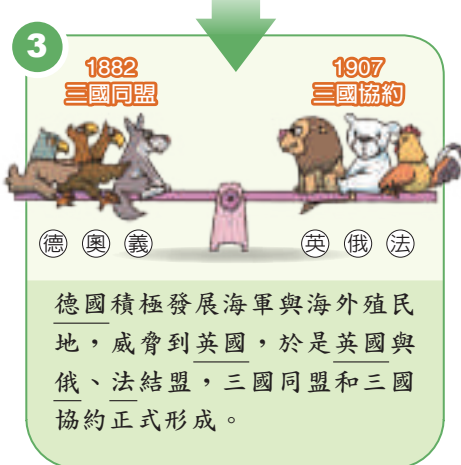 3
1882
三國同盟
1907
三國協約
德 奧 義
英 俄 法
德國積極發展海軍與海外殖民
地，威脅到英國，於是英國與
俄、法結盟，三國同盟和三國
協約正式形成。